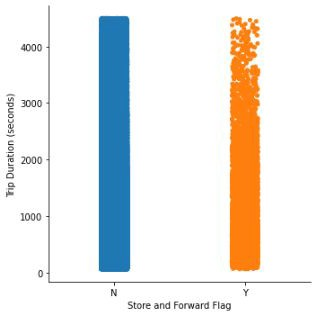 4000
3000
2000
1000
0
Trip Duration (seconds)
N
Y
Store and Forward Flag